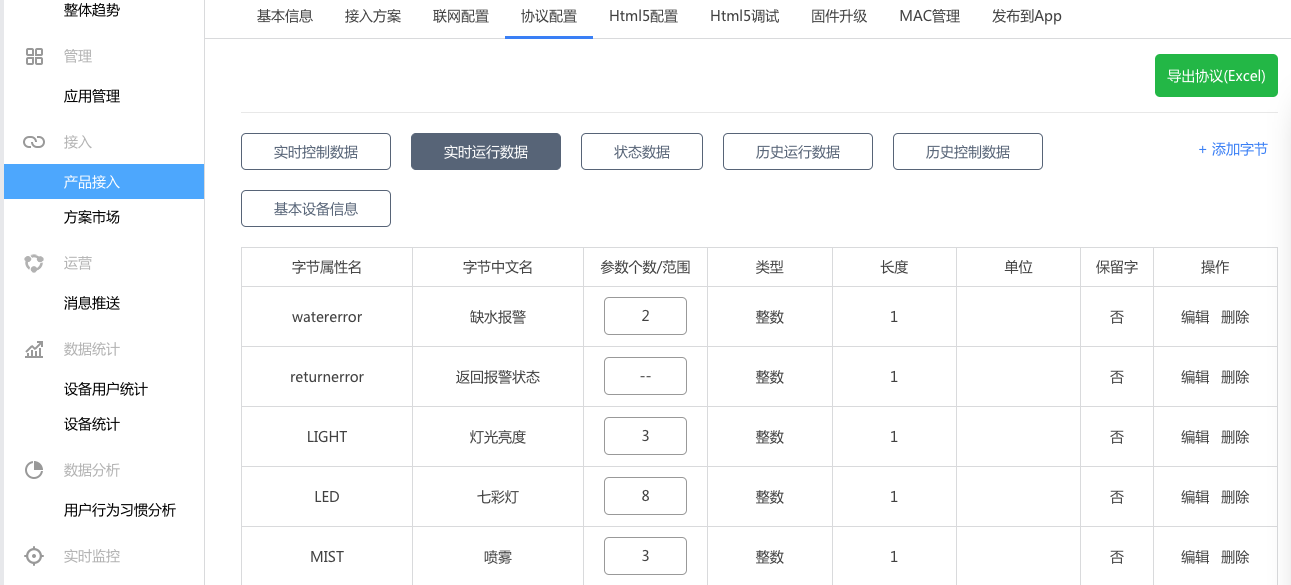 整体趋势
管理
应用管理
接入
产品接入
方案市场
运营
消息推送
数据统计
设备用户统计
设备统计
数据分析
用户行为习惯分析
实时监控
基本信息 接入方案 联网配置 协议配置 Html5配置 Html5调试 固件升级 MAC管理 发布到App
导出协议(Excel)
实时控制数据 实时运行数据 状态数据 历史运行数据 历史控制数据 + 添加字节
基本设备信息
字节属性名 字节中文名 参数个数/范围 类型 长度 单位 保留字 操作
watererror 缺水报警 2 整数 1 否 编辑 删除
returnerror 返回报警状态 -- 整数 1 否 编辑 删除
LIGHT 灯光亮度 3 整数 1 否 编辑 删除
LED 七彩灯 8 整数 1 否 编辑 删除
MIST 喷雾 3 整数 1 否 编辑 删除